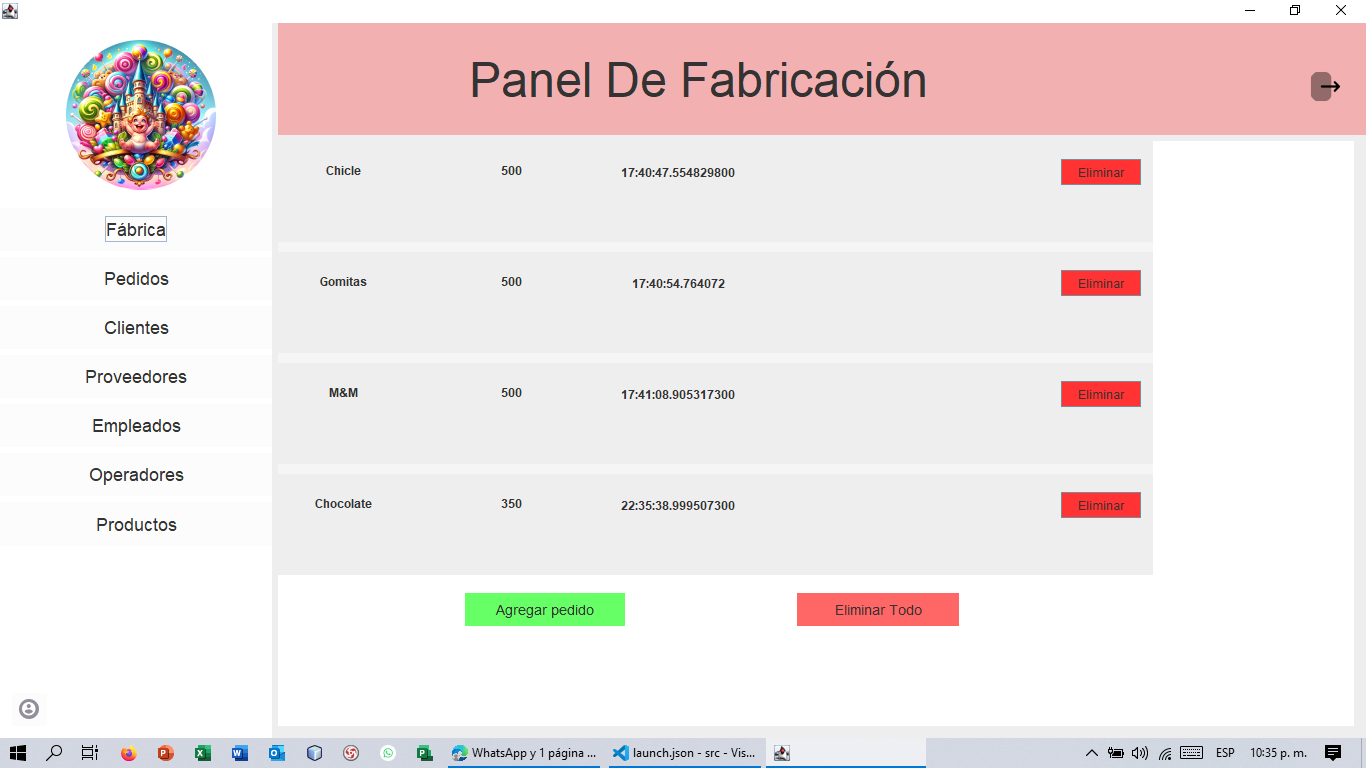 Panel De Fabricación
Fábrica
Pedidos
Clientes
Proveedores
Empleados
Operadores
Productos
Chicle 500 17:40:47.554829800 Eliminar
Gomitas 500 17:40:54.764072 Eliminar
M&M 500 17:41:08.905317300 Eliminar
Chocolate 350 22:35:38.999507300 Eliminar
Agregar pedido Eliminar Todo
WhatsApp y 1 página ... launch.json - src - Vis... ESP 10:35 p. m.